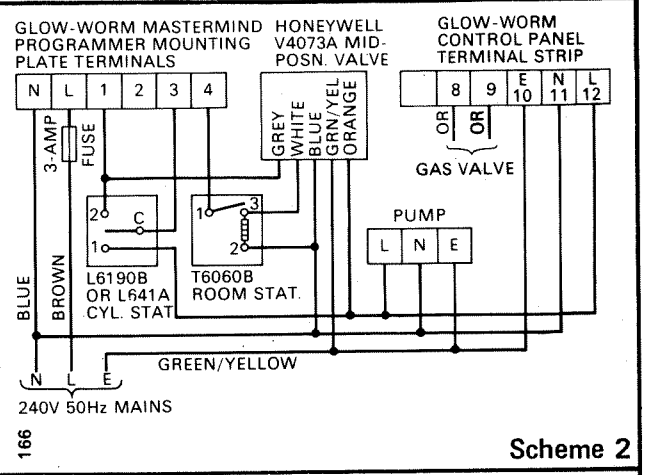 GLOW-WORM MASTERMIND
PROGRAMMER MOUNTING
PLATE TERMINALS
HONEYWELL
V4073A MID-
POSN. VALVE
GLOW-WORM
CONTROL PANEL
TERMINAL STRIP
N L 1 2 3 4
GREY
WHITE
BLUE
GRN/YEL
ORANGE
8 9 E 10 N 11 L 12
OR OR
GAS VALVE
3-AMP
FUSE
2
C
1
L6190B
OR L641A
CYL. STAT
1 3
2
T6060B
ROOM STAT.
PUMP
L N E
BLUE
BROWN
GREEN/YELLOW
N L E
240V 50Hz MAINS
166
Scheme 2